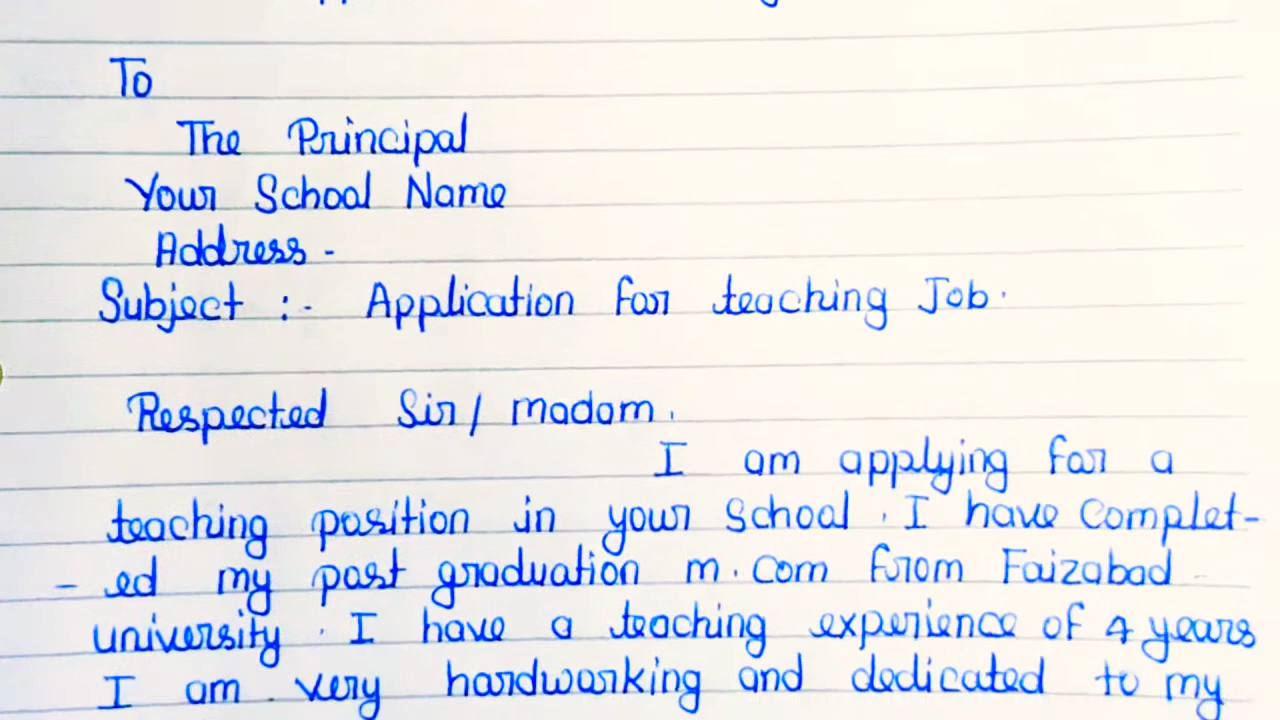 To
The Principal
Your School Name
Address -
Subject :- Application for teaching Job.
Respected Sir/ madam.
I am applying for a
teaching position in your School. I have Complet-
- ed my post graduation m.com from Faizabad
university. I have a teaching experience of 4 years
I am very hardworking and dedicated to my